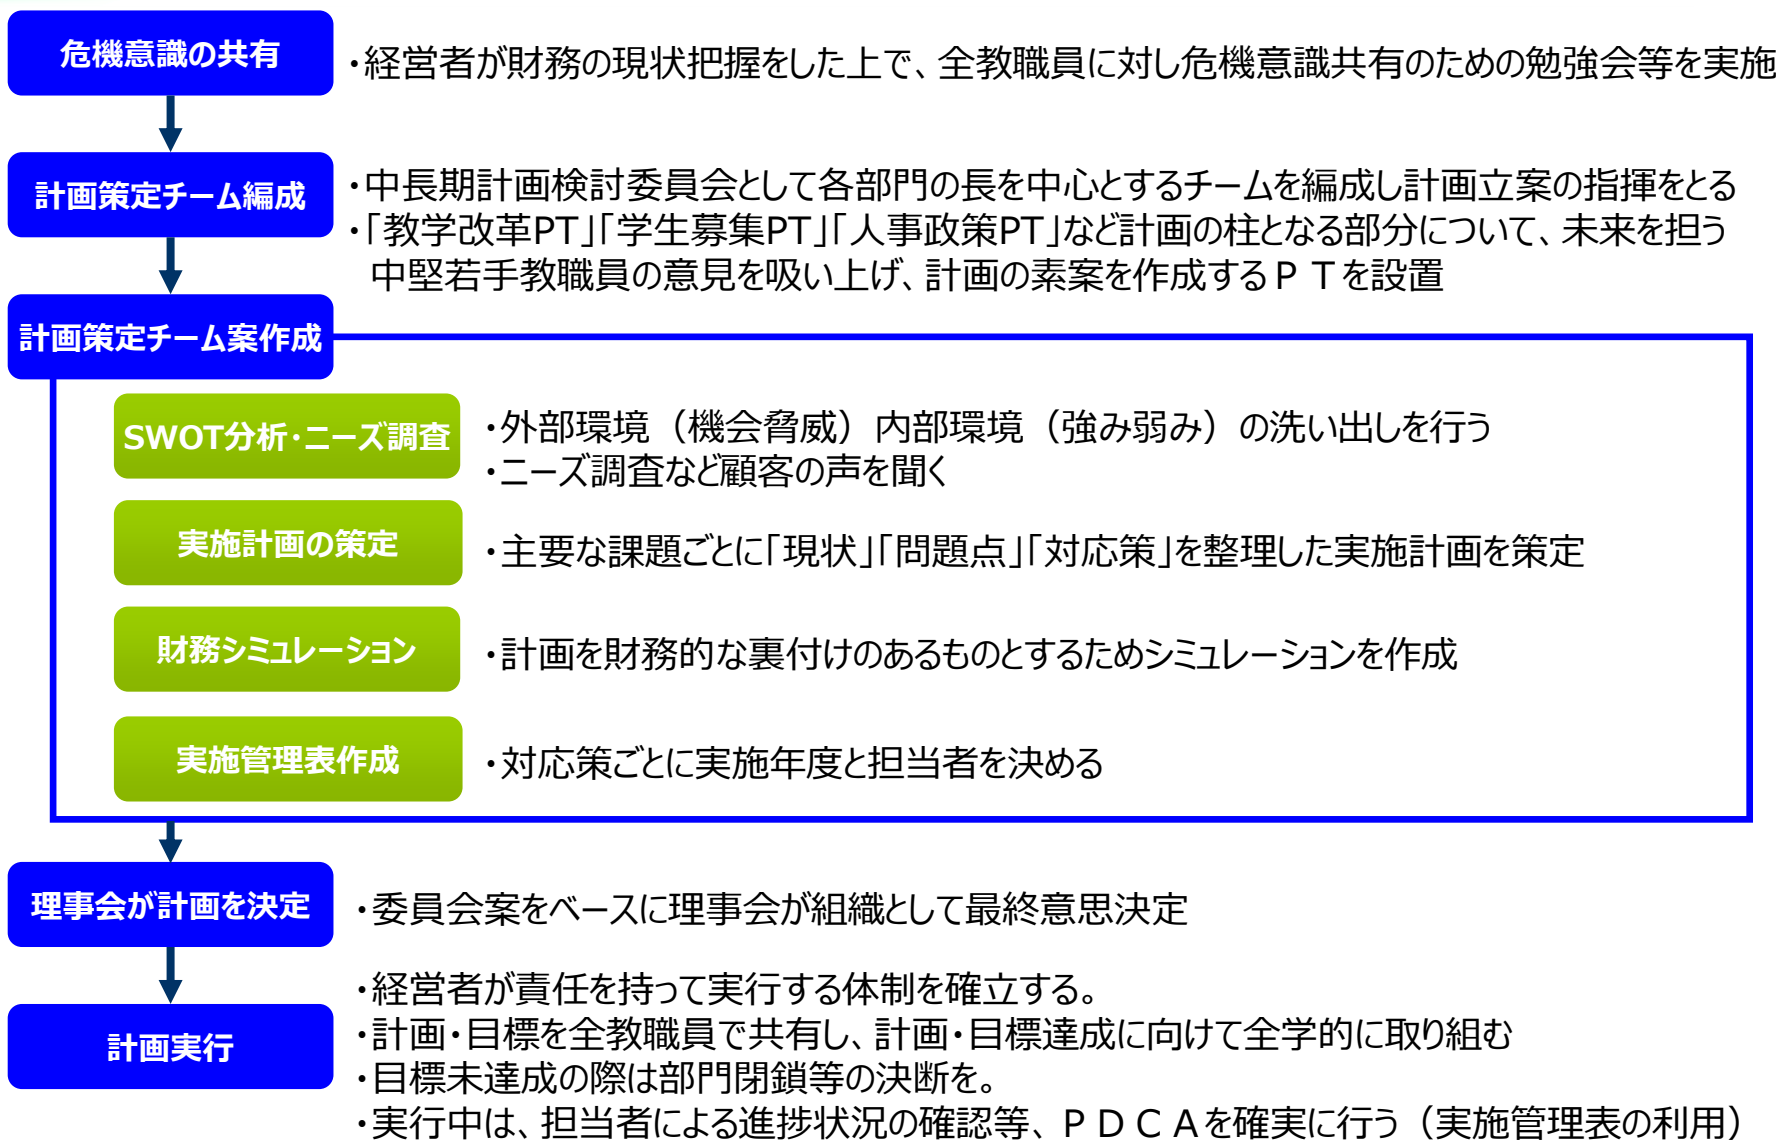 危機意識の共有
・経営者が財務の現状把握をした上で、全教職員に対し危機意識共有のための勉強会等を実施
計画策定チーム編成
・中長期計画検討委員会として各部門の長を中心とするチームを編成し計画立案の指揮をとる
・「教学改革PT」「学生募集PT」「人事政策PT」など計画の柱となる部分について、未来を担う
中堅若手教職員の意見を吸い上げ、計画の素案を作成するＰＴを設置
計画策定チーム案作成
SWOT分析・ニーズ調査
・外部環境（機会脅威）内部環境（強み弱み）の洗い出しを行う
・ニーズ調査など顧客の声を聞く
実施計画の策定
・主要な課題ごとに「現状」「問題点」「対応策」を整理した実施計画を策定
財務シミュレーション
・計画を財務的な裏付けのあるものとするためシミュレーションを作成
実施管理表作成
・対応策ごとに実施年度と担当者を決める
理事会が計画を決定
・委員会案をベースに理事会が組織として最終意思決定
計画実行
・経営者が責任を持って実行する体制を確立する。
・計画・目標を全教職員で共有し、計画・目標達成に向けて全学的に取り組む
・目標未達成の際は部門閉鎖等の決断を。
・実行中は、担当者による進捗状況の確認等、ＰＤＣＡを確実に行う（実施管理表の利用）